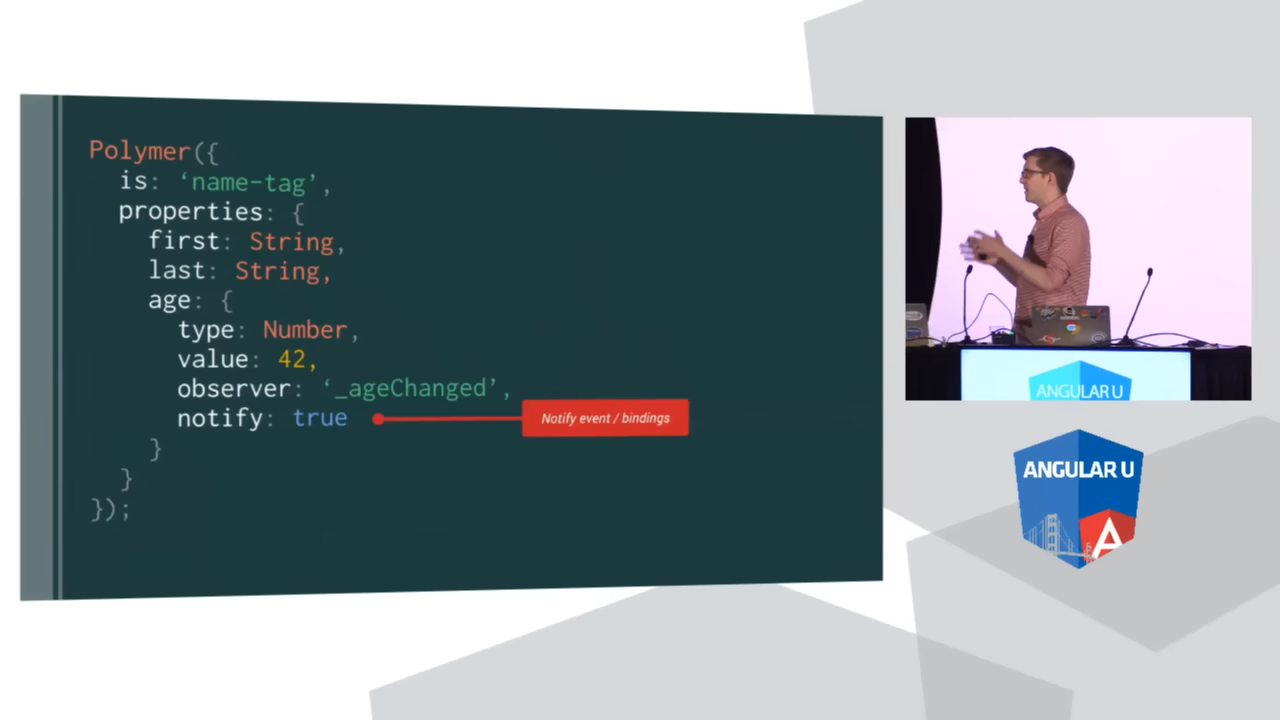 Polymer({
is: ‘name-tag’,
properties: {
first: String,
last: String,
age: {
type: Number,
value: 42,
observer: ‘_ageChanged’,
notify: true
Notify event / bindings
}
}
});
ANGULAR U
ANGULAR U
A